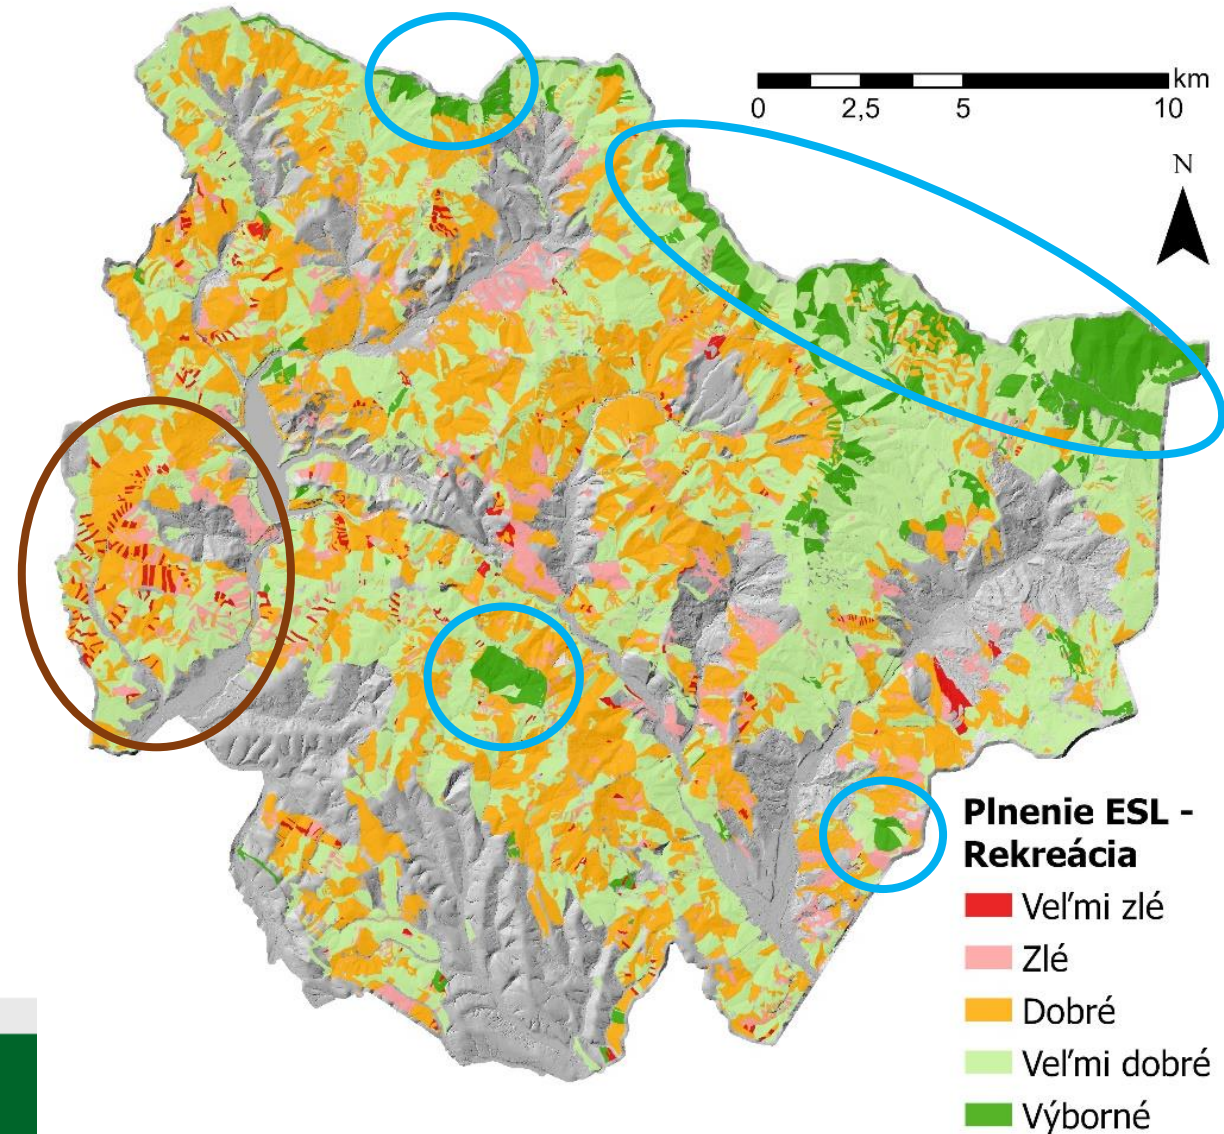 km
0 2,5 5 10
N
Plnenie ESL -
Rekreácia
Veľmi zlé
Zlé
Dobré
Veľmi dobré
Výborné